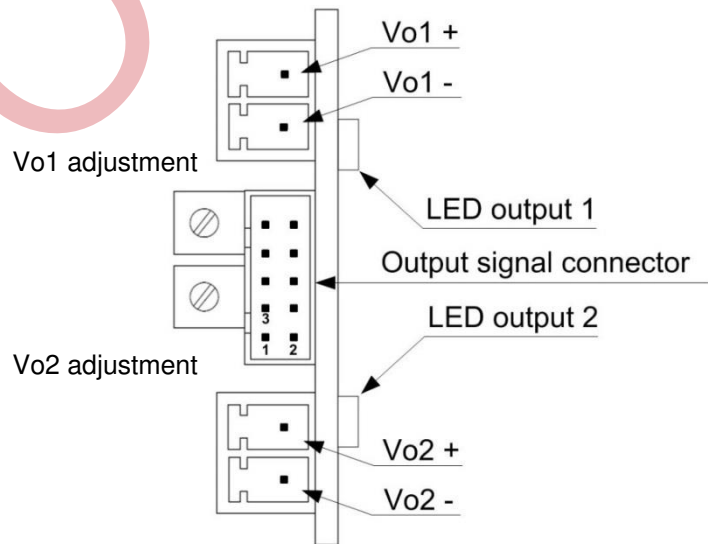 Vo1 +
Vo1 -
Vo1 adjustment
LED output 1
Output signal connector
LED output 2
3
1 2
Vo2 adjustment
Vo2 +
Vo2 -